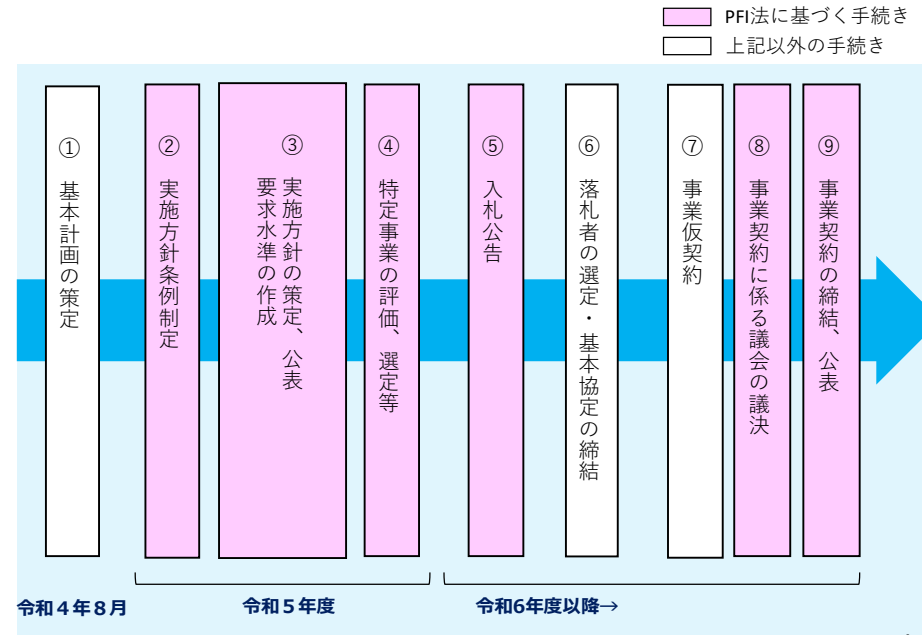 PFI法に基づく手続き
上記以外の手続き
① 基本計画の策定
② 実施方針条例制定
③ 実施方針の策定、公表
要求水準の作成
④ 特定事業の評価、選定等
⑤ 入札公告
⑥ 落札者の選定・基本協定の締結
⑦ 事業仮契約
⑧ 事業契約に係る議会の議決
⑨ 事業契約の締結、公表
令和４年８月
令和５年度
令和6年度以降→